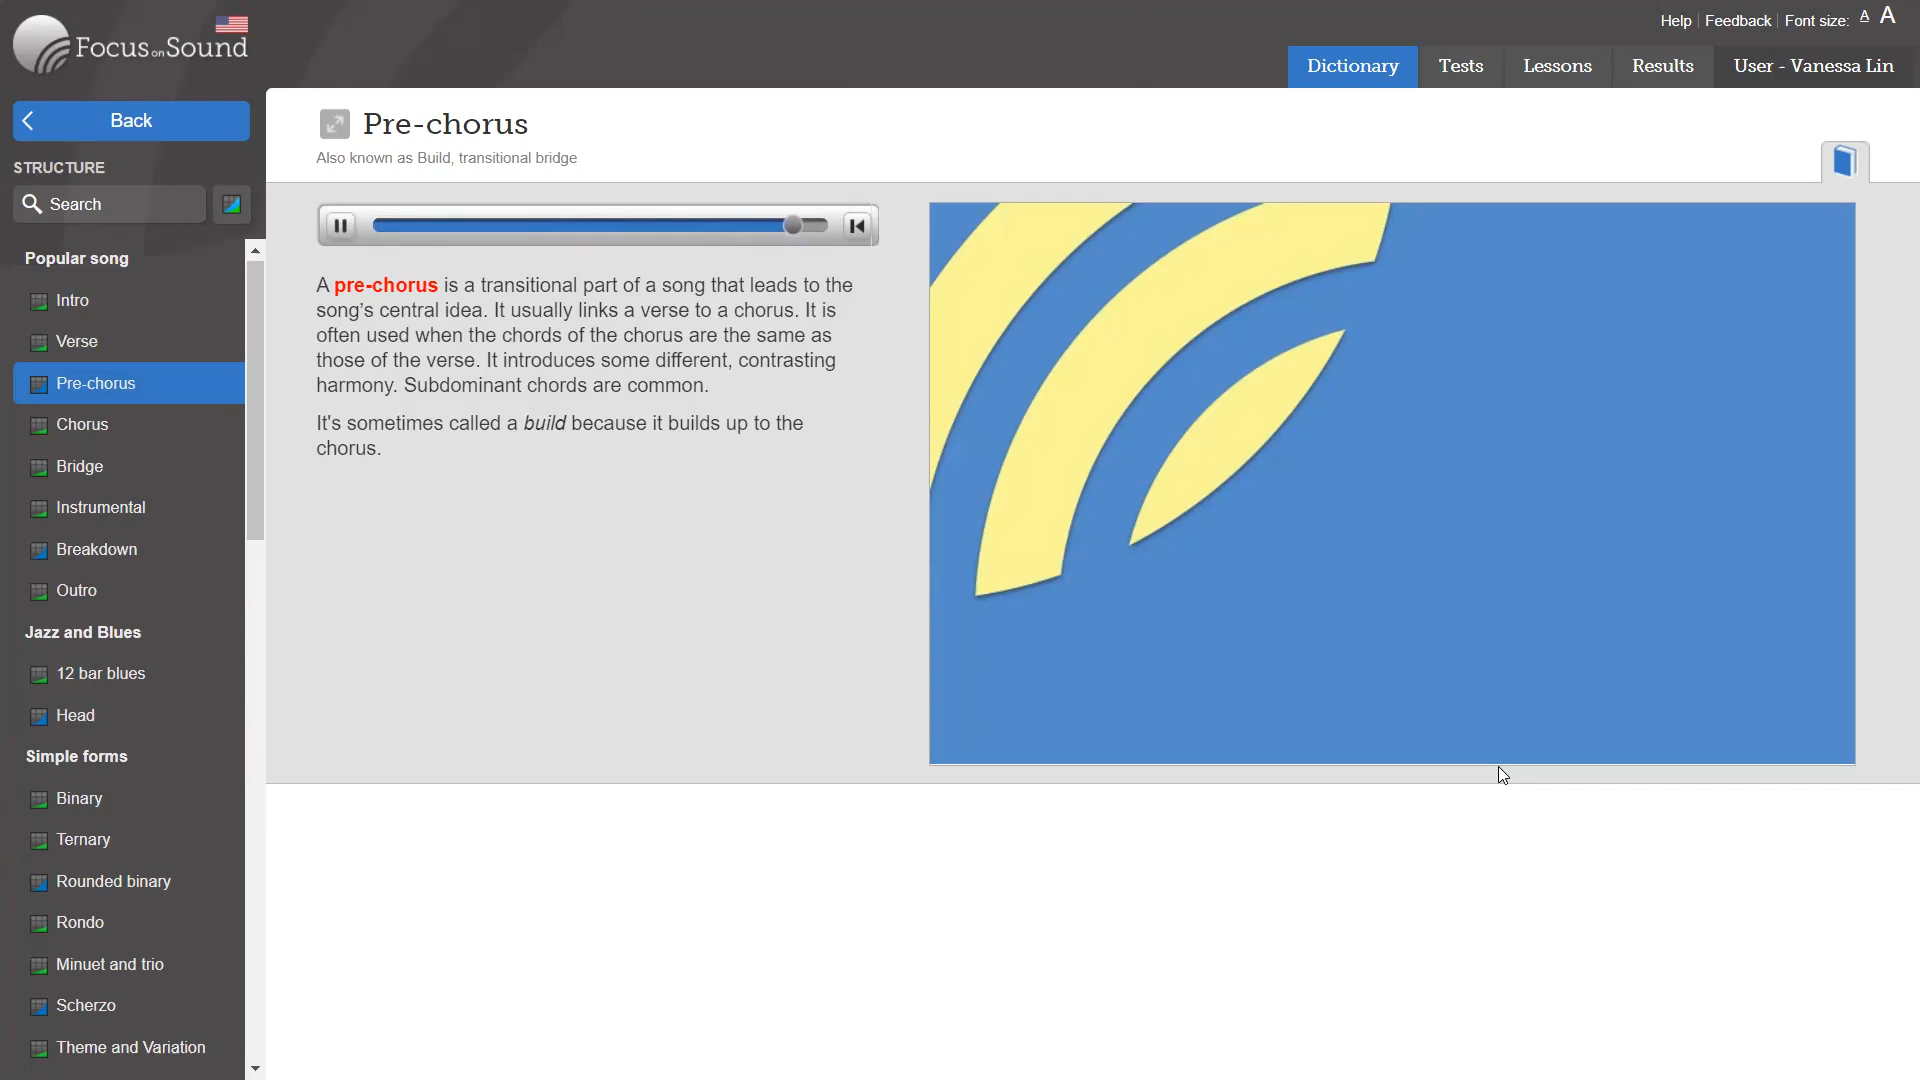 Focus on Sound
Help
Feedback
Font size: A A
Dictionary
Tests
Lessons
Results
User - Vanessa Lin
Back
STRUCTURE
Search
Popular song
Intro
Verse
Pre-chorus
Chorus
Bridge
Instrumental
Breakdown
Outro
Jazz and Blues
12 bar blues
Head
Simple forms
Binary
Ternary
Rounded binary
Rondo
Minuet and trio
Scherzo
Theme and Variation
Pre-chorus
Also known as Build, transitional bridge
A pre-chorus is a transitional part of a song that leads to the
song's central idea. It usually links a verse to a chorus. It is
often used when the chords of the chorus are the same as
those of the verse. It introduces some different, contrasting
harmony. Subdominant chords are common.
It's sometimes called a build because it builds up to the
chorus.